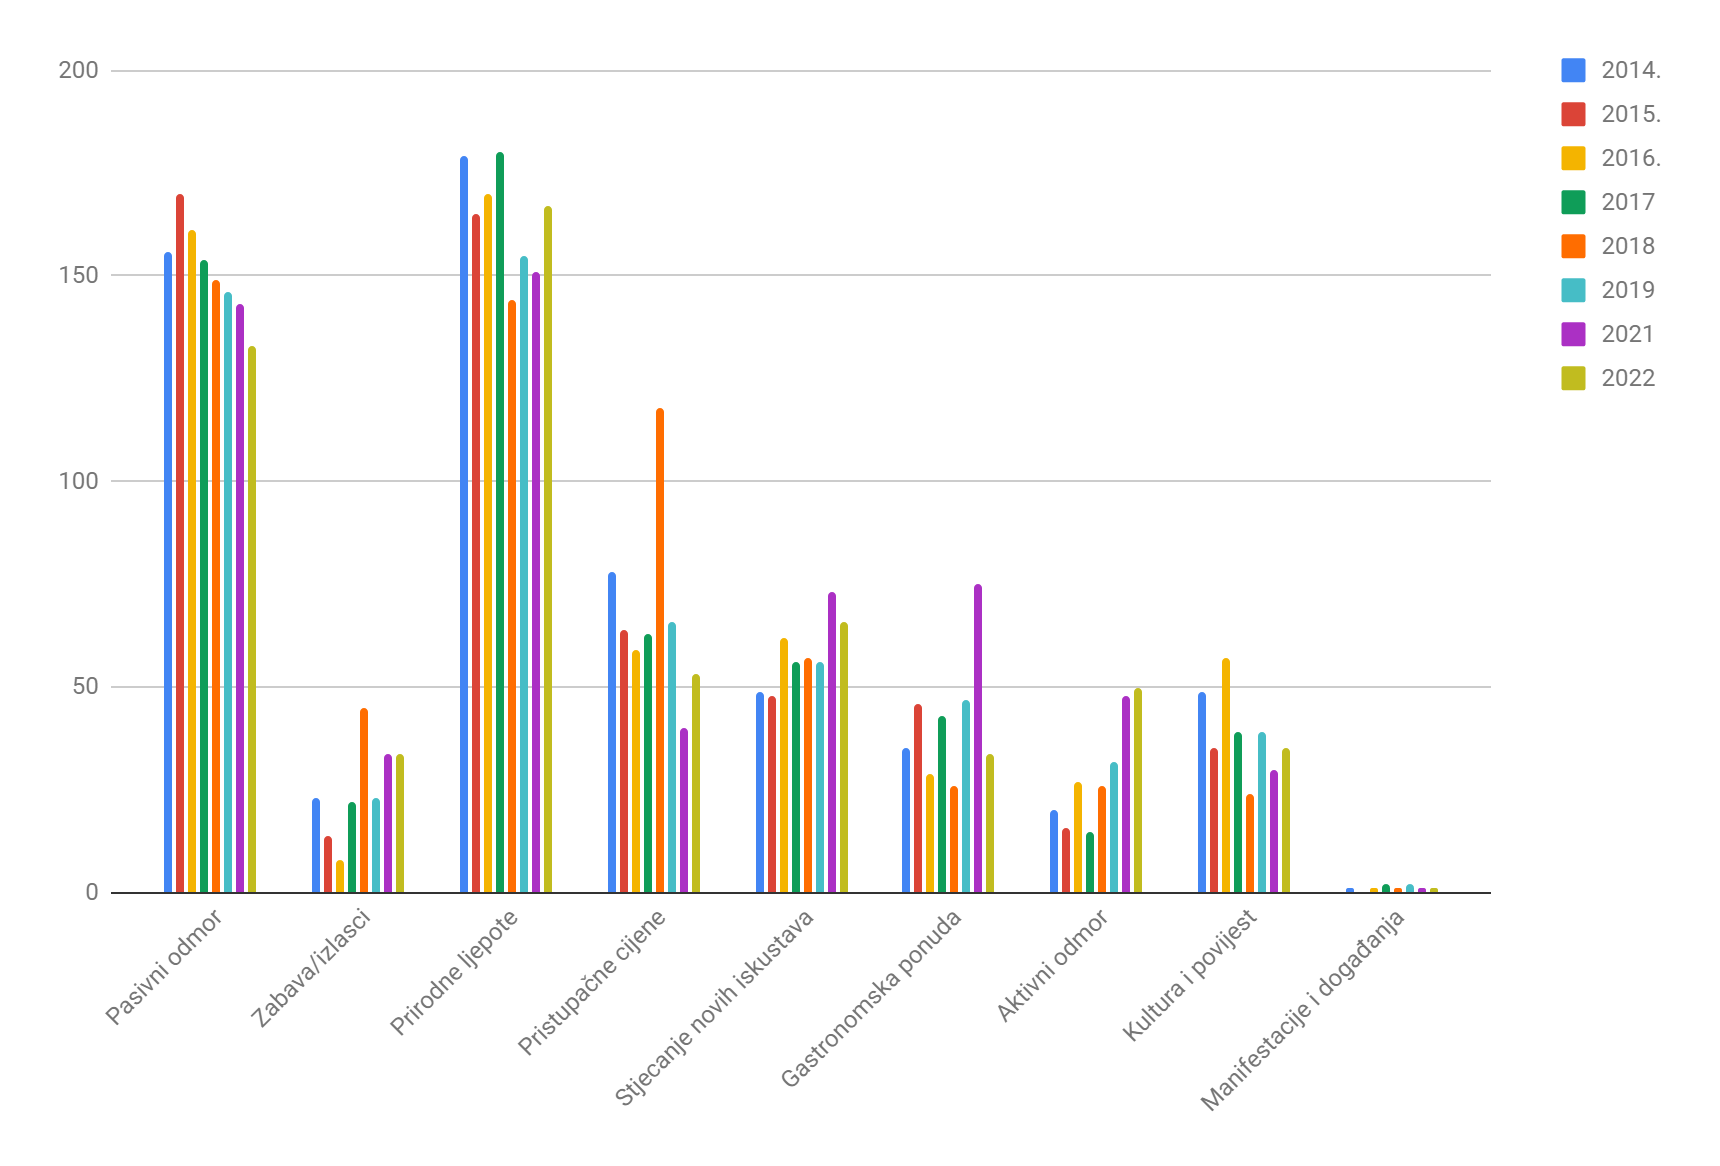 200
150
100
50
0
Pasivni odmor
Zabava/izlasci
Prirodne ljepote
Pristupačne cijene
Stjecanje novih iskustava
Gastronomska ponuda
Aktivni odmor
Kultura i povijest
Manifestacije i događanja
2014.
2015.
2016.
2017
2018
2019
2021
2022